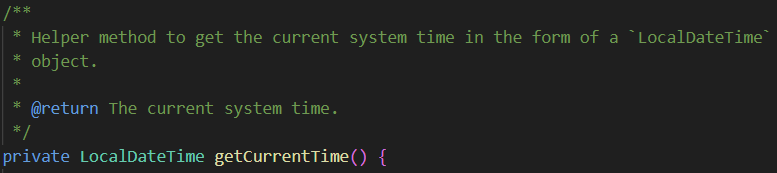 /**
 * Helper method to get the current system time in the form of a `LocalDateTime`
 * object.
 *
 * @return The current system time.
 */
private LocalDateTime getCurrentTime() {